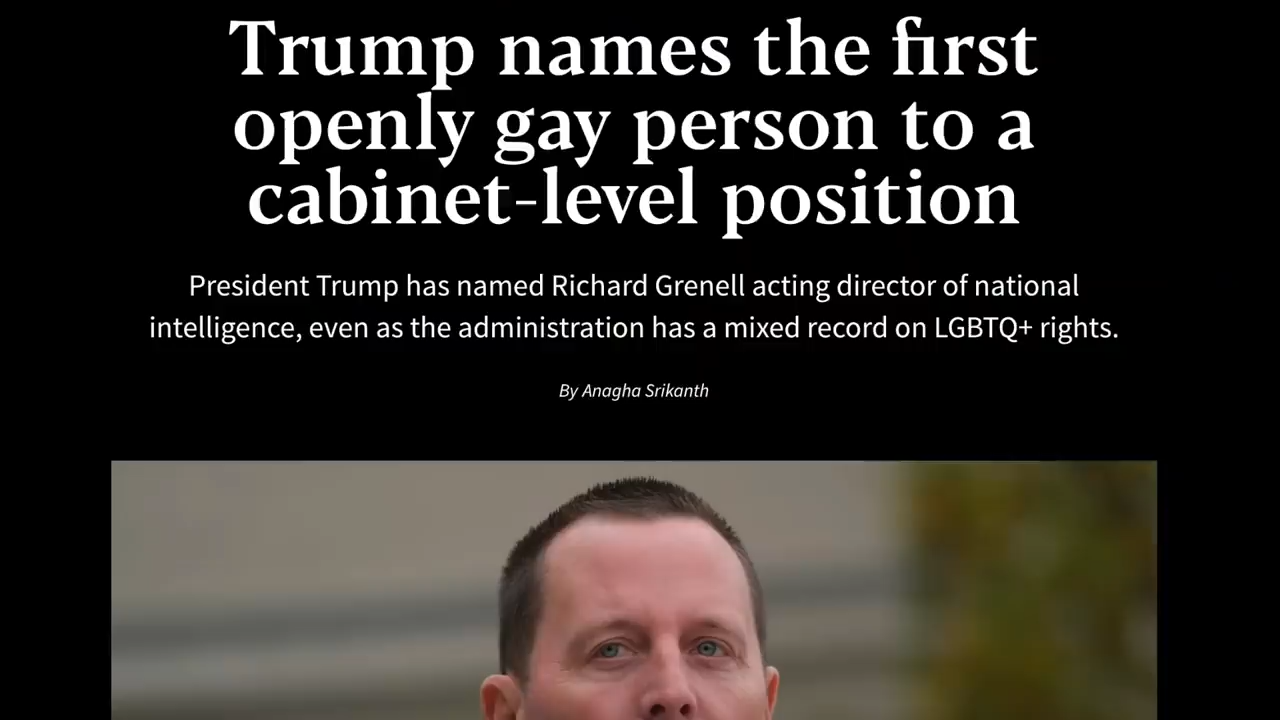 Trump names the first
openly gay person to a
cabinet-level position
President Trump has named Richard Grenell acting director of national
intelligence, even as the administration has a mixed record on LGBTQ+ rights.
By Anagha Srikanth